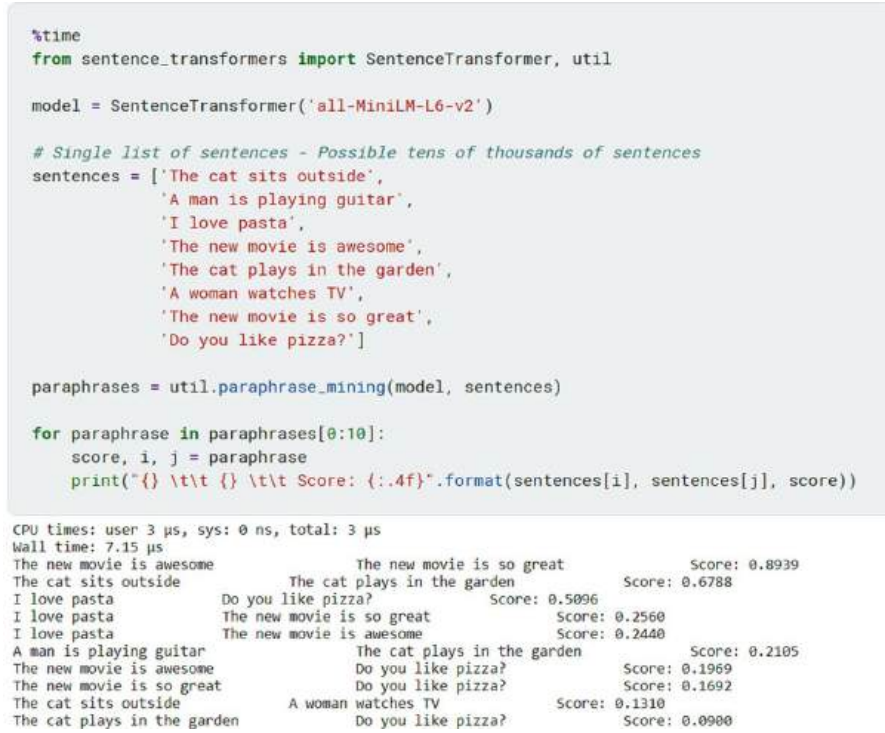 %time
from sentence_transformers import SentenceTransformer, util
model = SentenceTransformer('all-MiniLM-L6-v2')
# Single list of sentences - Possible tens of thousands of sentences
sentences = ['The cat sits outside',
'A man is playing guitar',
'I love pasta',
'The new movie is awesome',
'The cat plays in the garden',
'A woman watches TV',
'The new movie is so great',
'Do you like pizza?']
paraphrases = util.paraphrase_mining(model, sentences)
for paraphrase in paraphrases[0:10]:
score, i, j = paraphrase
print("{} \t\t {} \t\t Score: {:.4f}".format(sentences[i], sentences[j], score))
CPU times: user 3 µs, sys: 0 ns, total: 3 µs
Wall time: 7.15 µs
The new movie is awesome The new movie is so great Score: 0.8939
The cat sits outside The cat plays in the garden Score: 0.6788
I love pasta Do you like pizza? Score: 0.5096
I love pasta The new movie is so great Score: 0.2560
I love pasta The new movie is awesome Score: 0.2440
A man is playing guitar The cat plays in the garden Score: 0.2105
The new movie is awesome Do you like pizza? Score: 0.1969
The new movie is so great Do you like pizza? Score: 0.1692
The cat sits outside A woman watches TV Score: 0.1310
The cat plays in the garden Do you like pizza? Score: 0.0900